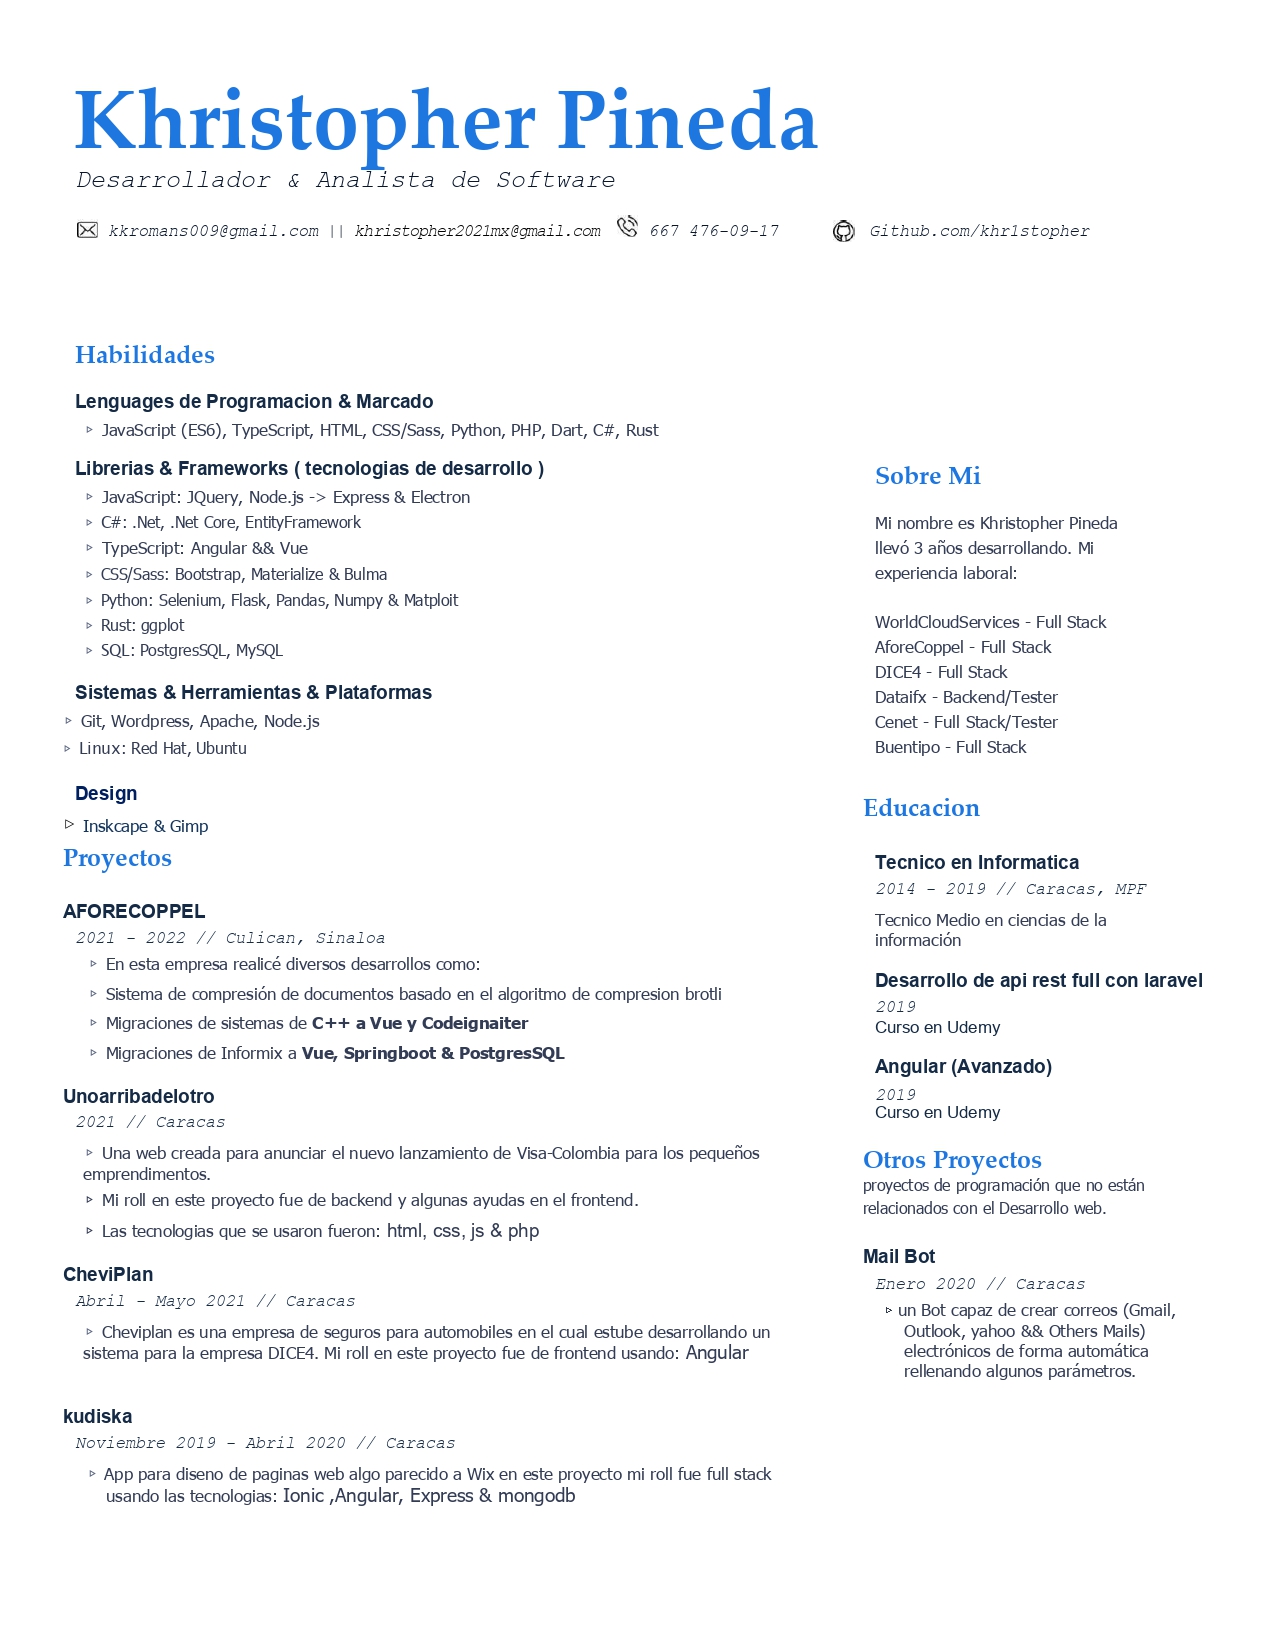 Khristopher Pineda
Desarrollador & Analista de Software
kkromans009@gmail.com || khristopher2021mx@gmail.com 667 476-09-17 Github.com/khr1stopher
Habilidades
Lenguages de Programacion & Marcado
▹ JavaScript (ES6), TypeScript, HTML, CSS/Sass, Python, PHP, Dart, C#, Rust
Librerias & Frameworks ( tecnologias de desarrollo )
▹ JavaScript: JQuery, Node.js -> Express & Electron
▹ C#: .Net, .Net Core, EntityFramework
▹ TypeScript: Angular && Vue
▹ CSS/Sass: Bootstrap, Materialize & Bulma
▹ Python: Selenium, Flask, Pandas, Numpy & Matploit
▹ Rust: ggplot
▹ SQL: PostgresSQL, MySQL
Sistemas & Herramientas & Plataformas
▹ Git, Wordpress, Apache, Node.js
▹ Linux: Red Hat, Ubuntu
Design
▹ Inskcape & Gimp
Proyectos
AFORECOPPEL
2021 - 2022 // Culican, Sinaloa
▹ En esta empresa realicé diversos desarrollos como:
▹ Sistema de compresión de documentos basado en el algoritmo de compresion brotli
▹ Migraciones de sistemas de C++ a Vue y Codeignaiter
▹ Migraciones de Informix a Vue, Springboot & PostgresSQL
Unoarribadelotro
2021 // Caracas
▹ Una web creada para anunciar el nuevo lanzamiento de Visa-Colombia para los pequeños
emprendimentos.
▹ Mi roll en este proyecto fue de backend y algunas ayudas en el frontend.
▹ Las tecnologias que se usaron fueron: html, css, js & php
CheviPlan
Abril - Mayo 2021 // Caracas
▹ Cheviplan es una empresa de seguros para automobiles en el cual estube desarrollando un
sistema para la empresa DICE4. Mi roll en este proyecto fue de frontend usando: Angular
kudiska
Noviembre 2019 - Abril 2020 // Caracas
▹ App para diseno de paginas web algo parecido a Wix en este proyecto mi roll fue full stack
usando las tecnologias: Ionic ,Angular, Express & mongodb
Sobre Mi
Mi nombre es Khristopher Pineda
llevó 3 años desarrollando. Mi
experiencia laboral:
WorldCloudServices - Full Stack
AforeCoppel - Full Stack
DICE4 - Full Stack
Dataifx - Backend/Tester
Cenet - Full Stack/Tester
Buentipo - Full Stack
Educacion
Tecnico en Informatica
2014 - 2019 // Caracas, MPF
Tecnico Medio en ciencias de la
información
Desarrollo de api rest full con laravel
2019
Curso en Udemy
Angular (Avanzado)
2019
Curso en Udemy
Otros Proyectos
proyectos de programación que no están
relacionados con el Desarrollo web.
Mail Bot
Enero 2020 // Caracas
▹ un Bot capaz de crear correos (Gmail,
Outlook, yahoo && Others Mails)
electrónicos de forma automática
rellenando algunos parámetros.